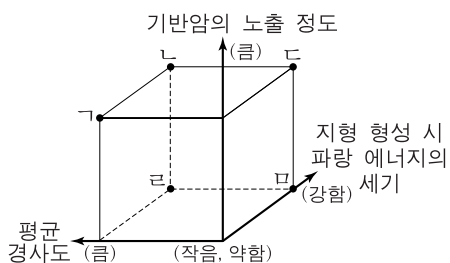 기반암의 노출 정도
(큼)
ㄴ
ㄷ
ㄱ
지형 형성 시
파랑 에너지의
세기
ㄹ
ㅁ
(강함)
평균
경사도
(큼)
(작음, 약함)